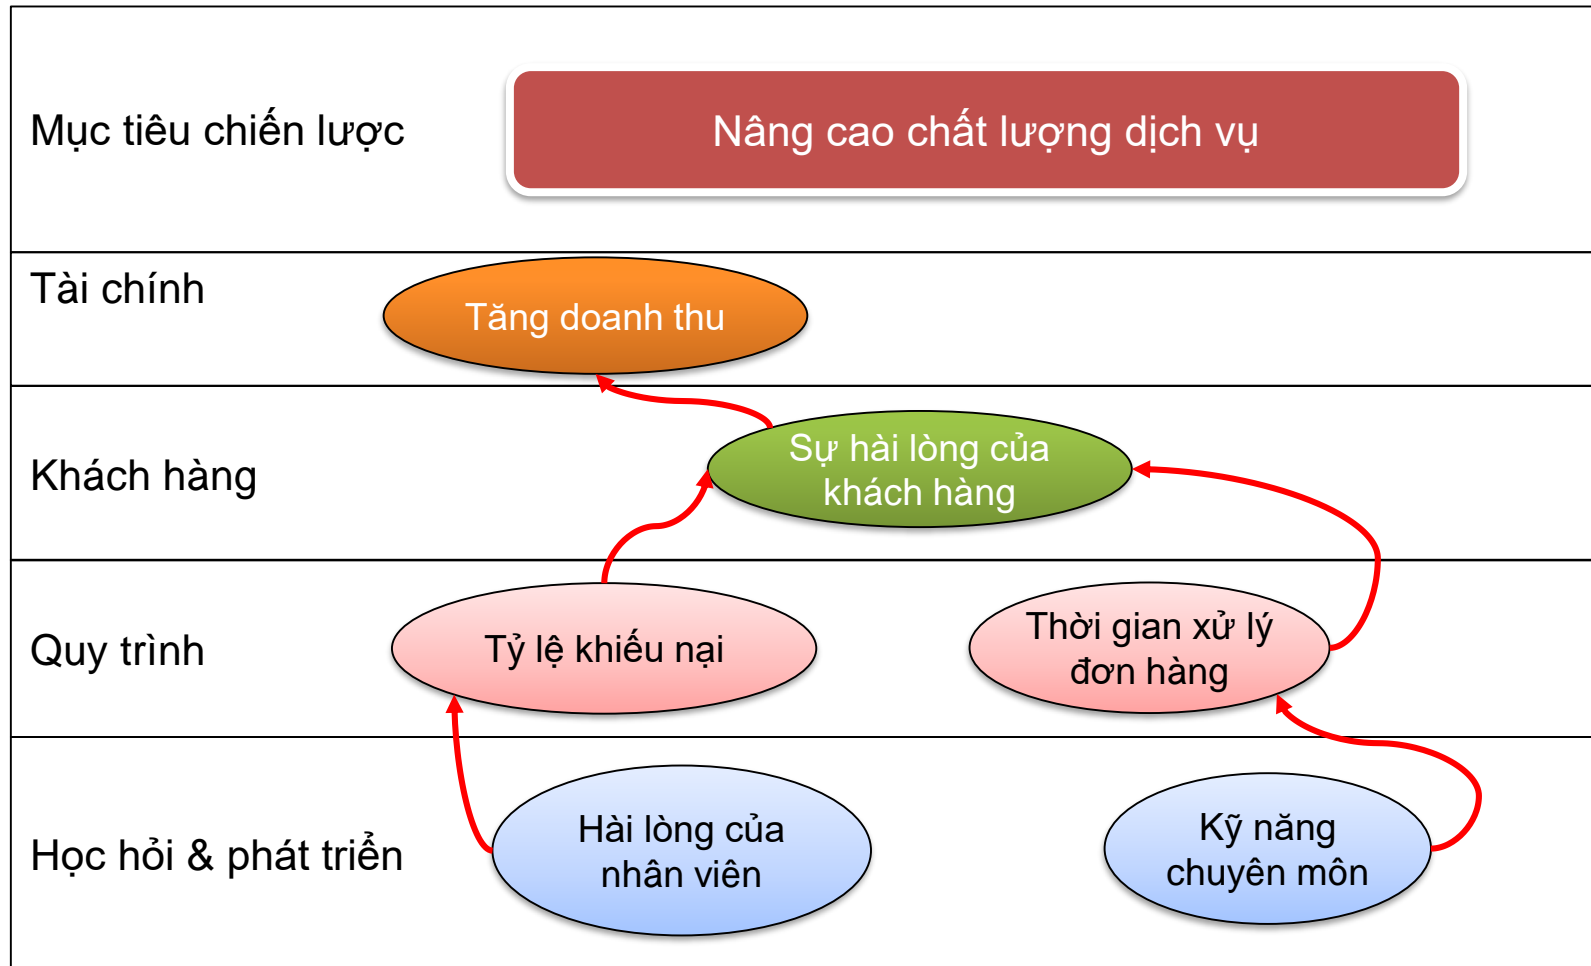 Mục tiêu chiến lược
Nâng cao chất lượng dịch vụ
Tài chính
Tăng doanh thu
Khách hàng
Sự hài lòng của
khách hàng
Quy trình
Tỷ lệ khiếu nại
Thời gian xử lý
đơn hàng
Học hỏi & phát triển
Hài lòng của
nhân viên
Kỹ năng
chuyên môn